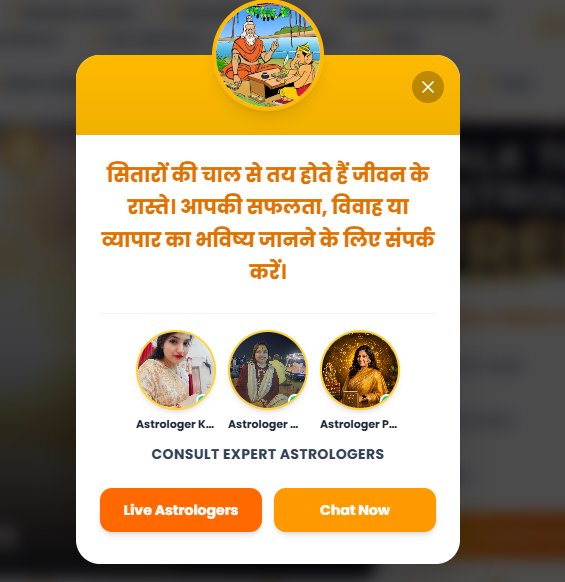 सितारों की चाल से तय होते हैं जीवन के
रास्ते। आपकी सफलता, विवाह या
व्यापार का भविष्य जानने के लिए संपर्क
करें।
Astrologer K... Astrologer ... Astrologer P...
CONSULT EXPERT ASTROLOGERS
Live Astrologers Chat Now